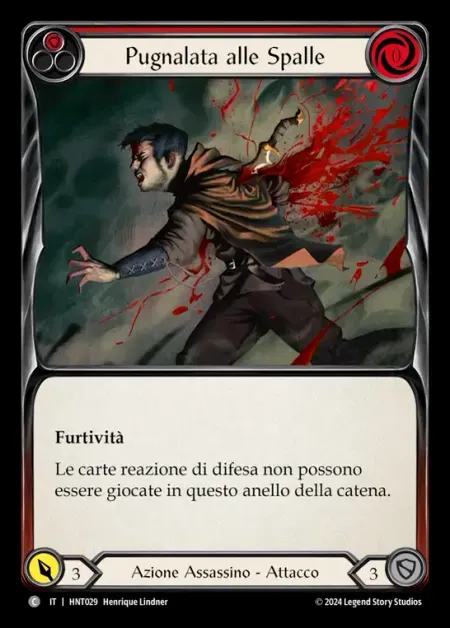 Pugnalata alle Spalle
0
Furtività
Le carte reazione di difesa non possono
essere giocate in questo anello della catena.
3 Azione Assassino - Attacco 3
C IT | HNT029 Henrique Lindner © 2024 Legend Story Studios